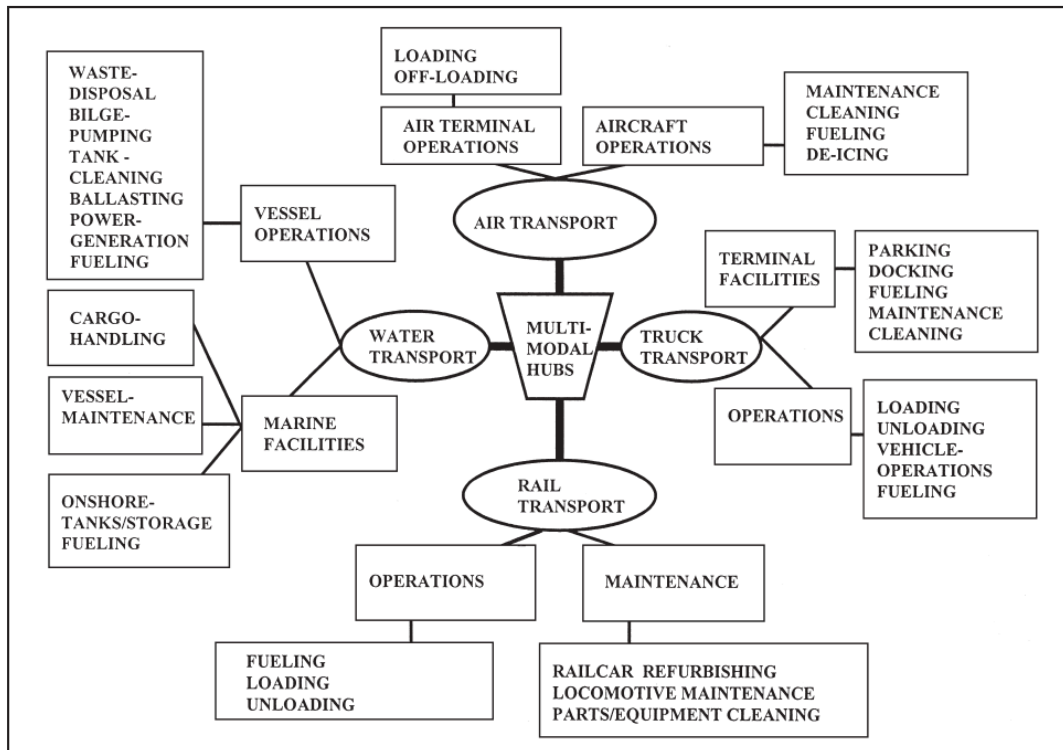 LOADING
OFF-LOADING
AIR TERMINAL
OPERATIONS
AIRCRAFT
OPERATIONS
MAINTENANCE
CLEANING
FUELING
DE-ICING
AIR TRANSPORT
WASTE-
DISPOSAL
BILGE-
PUMPING
TANK -
CLEANING
BALLASTING
POWER-
GENERATION
FUELING
VESSEL
OPERATIONS
CARGO-
HANDLING
VESSEL-
MAINTENANCE
ONSHORE-
TANKS/STORAGE
FUELING
MARINE
FACILITIES
WATER
TRANSPORT
MULTI-
MODAL
HUBS
TRUCK
TRANSPORT
TERMINAL
FACILITIES
PARKING
DOCKING
FUELING
MAINTENANCE
CLEANING
OPERATIONS
LOADING
UNLOADING
VEHICLE-
OPERATIONS
FUELING
RAIL
TRANSPORT
OPERATIONS
MAINTENANCE
FUELING
LOADING
UNLOADING
RAILCAR REFURBISHING
LOCOMOTIVE MAINTENANCE
PARTS/EQUIPMENT CLEANING